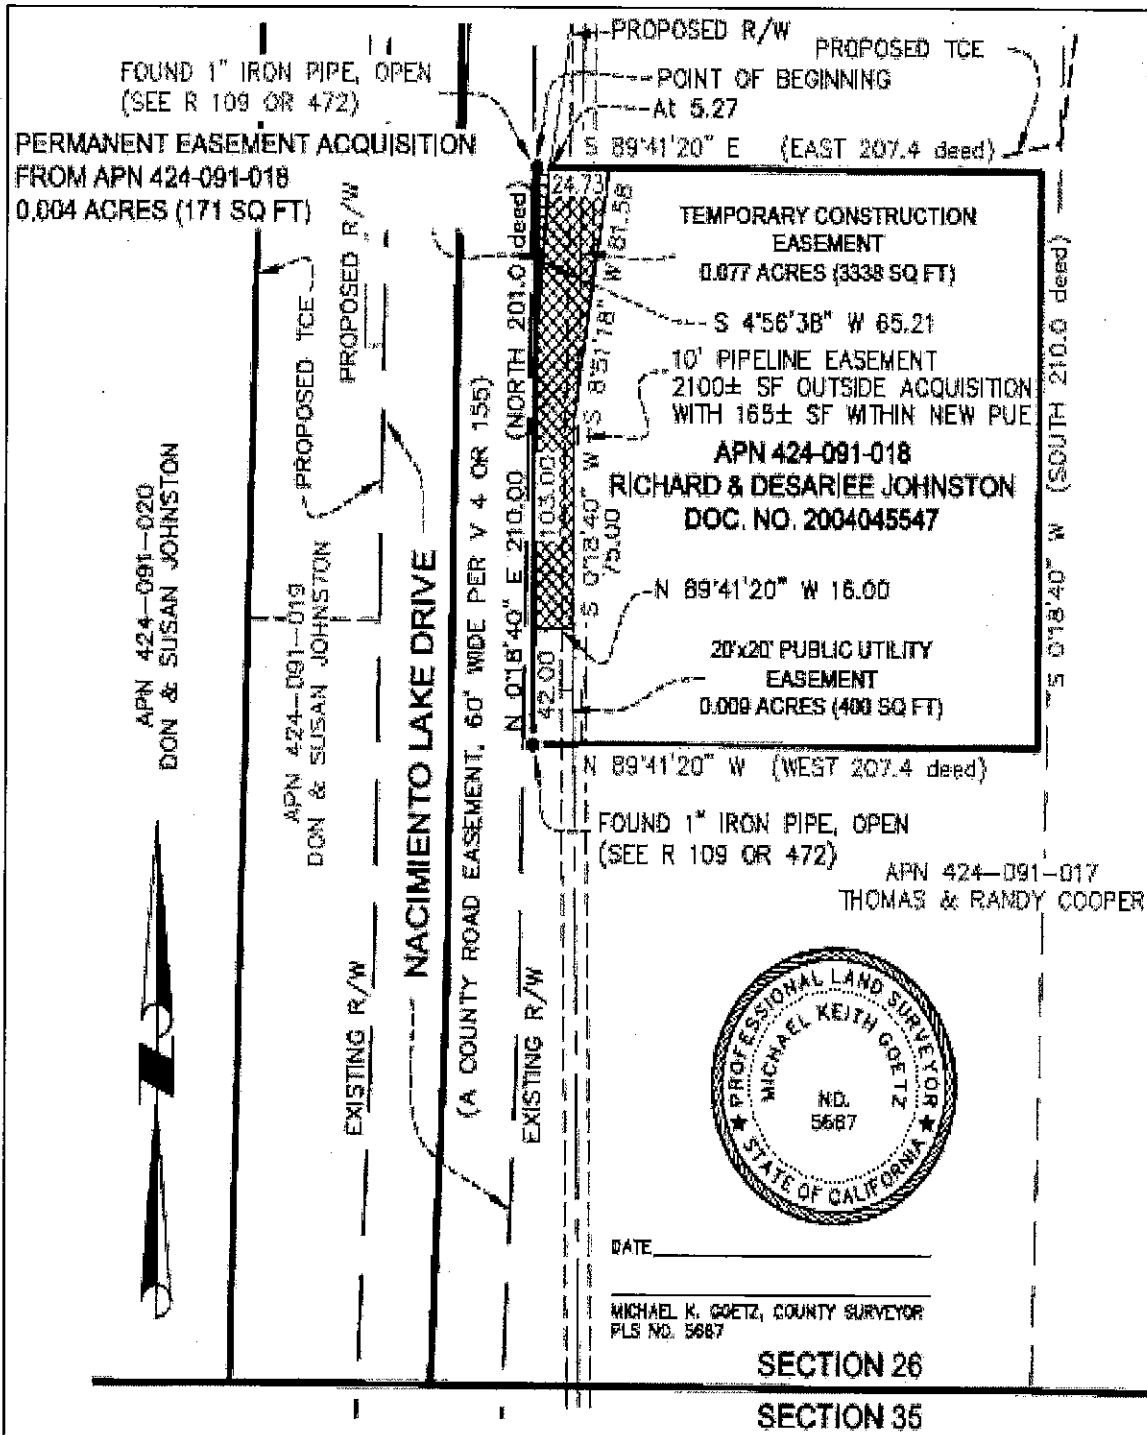 PROPOSED R/W
PROPOSED TCE
FOUND 1" IRON PIPE, OPEN
(SEE R 109 OR 472)
POINT OF BEGINNING
At 5.27
S 89°41'20" E (EAST 207.4 deed)
PERMANENT EASEMENT ACQUISITION
FROM APN 424-091-018
0.004 ACRES (171 SQ FT)
24.73
TEMPORARY CONSTRUCTION
EASEMENT
0.077 ACRES (3338 SQ FT)
S 4°56'38" W 65.21
10' PIPELINE EASEMENT
2100± SF OUTSIDE ACQUISITION
WITH 165± SF WITHIN NEW PUE
APN 424-091-018
RICHARD & DESARIEE JOHNSTON
DOC. NO. 2004045547
N 89°41'20" W 16.00
20'x20' PUBLIC UTILITY
EASEMENT
0.009 ACRES (400 SQ FT)
N 89°41'20" W (WEST 207.4 deed)
FOUND 1" IRON PIPE, OPEN
(SEE R 109 OR 472)
APN 424-091-017
THOMAS & RANDY COOPER
APN 424-091-020
DON & SUSAN JOHNSTON
APN 424-091-019
DON & SUSAN JOHNSTON
PROPOSED TCE
PROPOSED R/W
NACIMIENTO LAKE DRIVE
(A COUNTY ROAD EASEMENT, 60' WIDE PER V 4 OR 155)
N 0°18'40" E 210.00 (NORTH 201.0 deed)
103.00
42.00
S 8°51'18" W 81.58
S 0°18'40" W
75.00
S 0°18'40" W (SOUTH 210.0 deed)
EXISTING R/W
EXISTING R/W
PROFESSIONAL LAND SURVEYOR
MICHAEL KEITH GOETZ
NO.
5687
STATE OF CALIFORNIA
DATE
MICHAEL K. GOETZ, COUNTY SURVEYOR
PLS NO. 5687
SECTION 26
SECTION 35